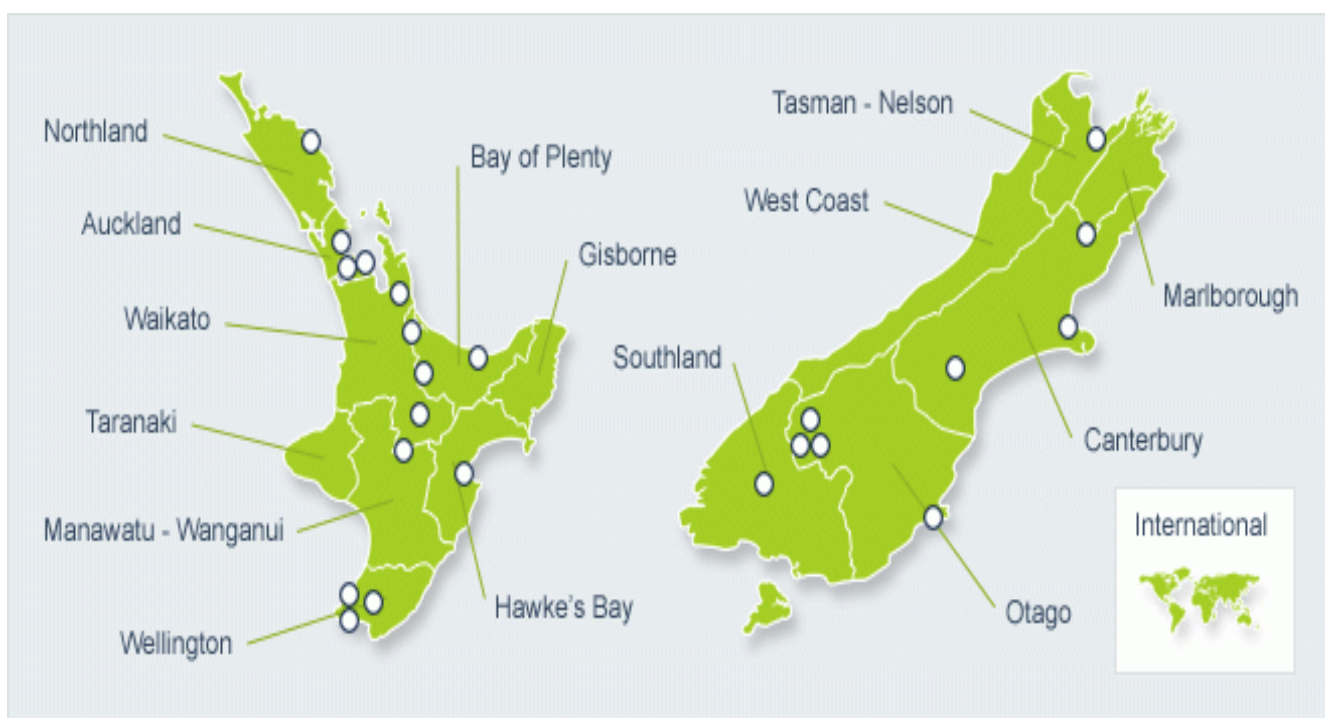 Northland
Auckland
Waikato
Taranaki
Manawatu - Wanganui
Wellington
Bay of Plenty
Gisborne
Hawke's Bay
Tasman - Nelson
West Coast
Southland
Marlborough
Canterbury
Otago
International